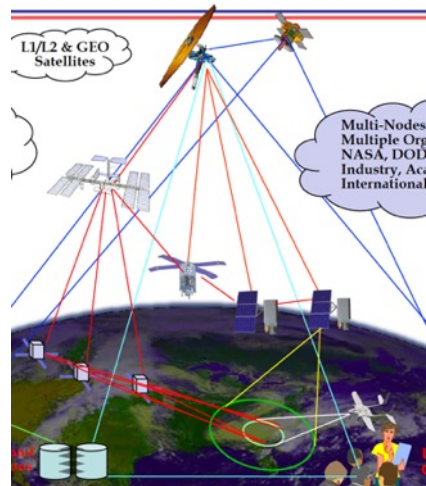 L1/L2 & GEO
Satellites
Multi-Nodes
Multiple Org
NASA, DOD
Industry, Aca
International